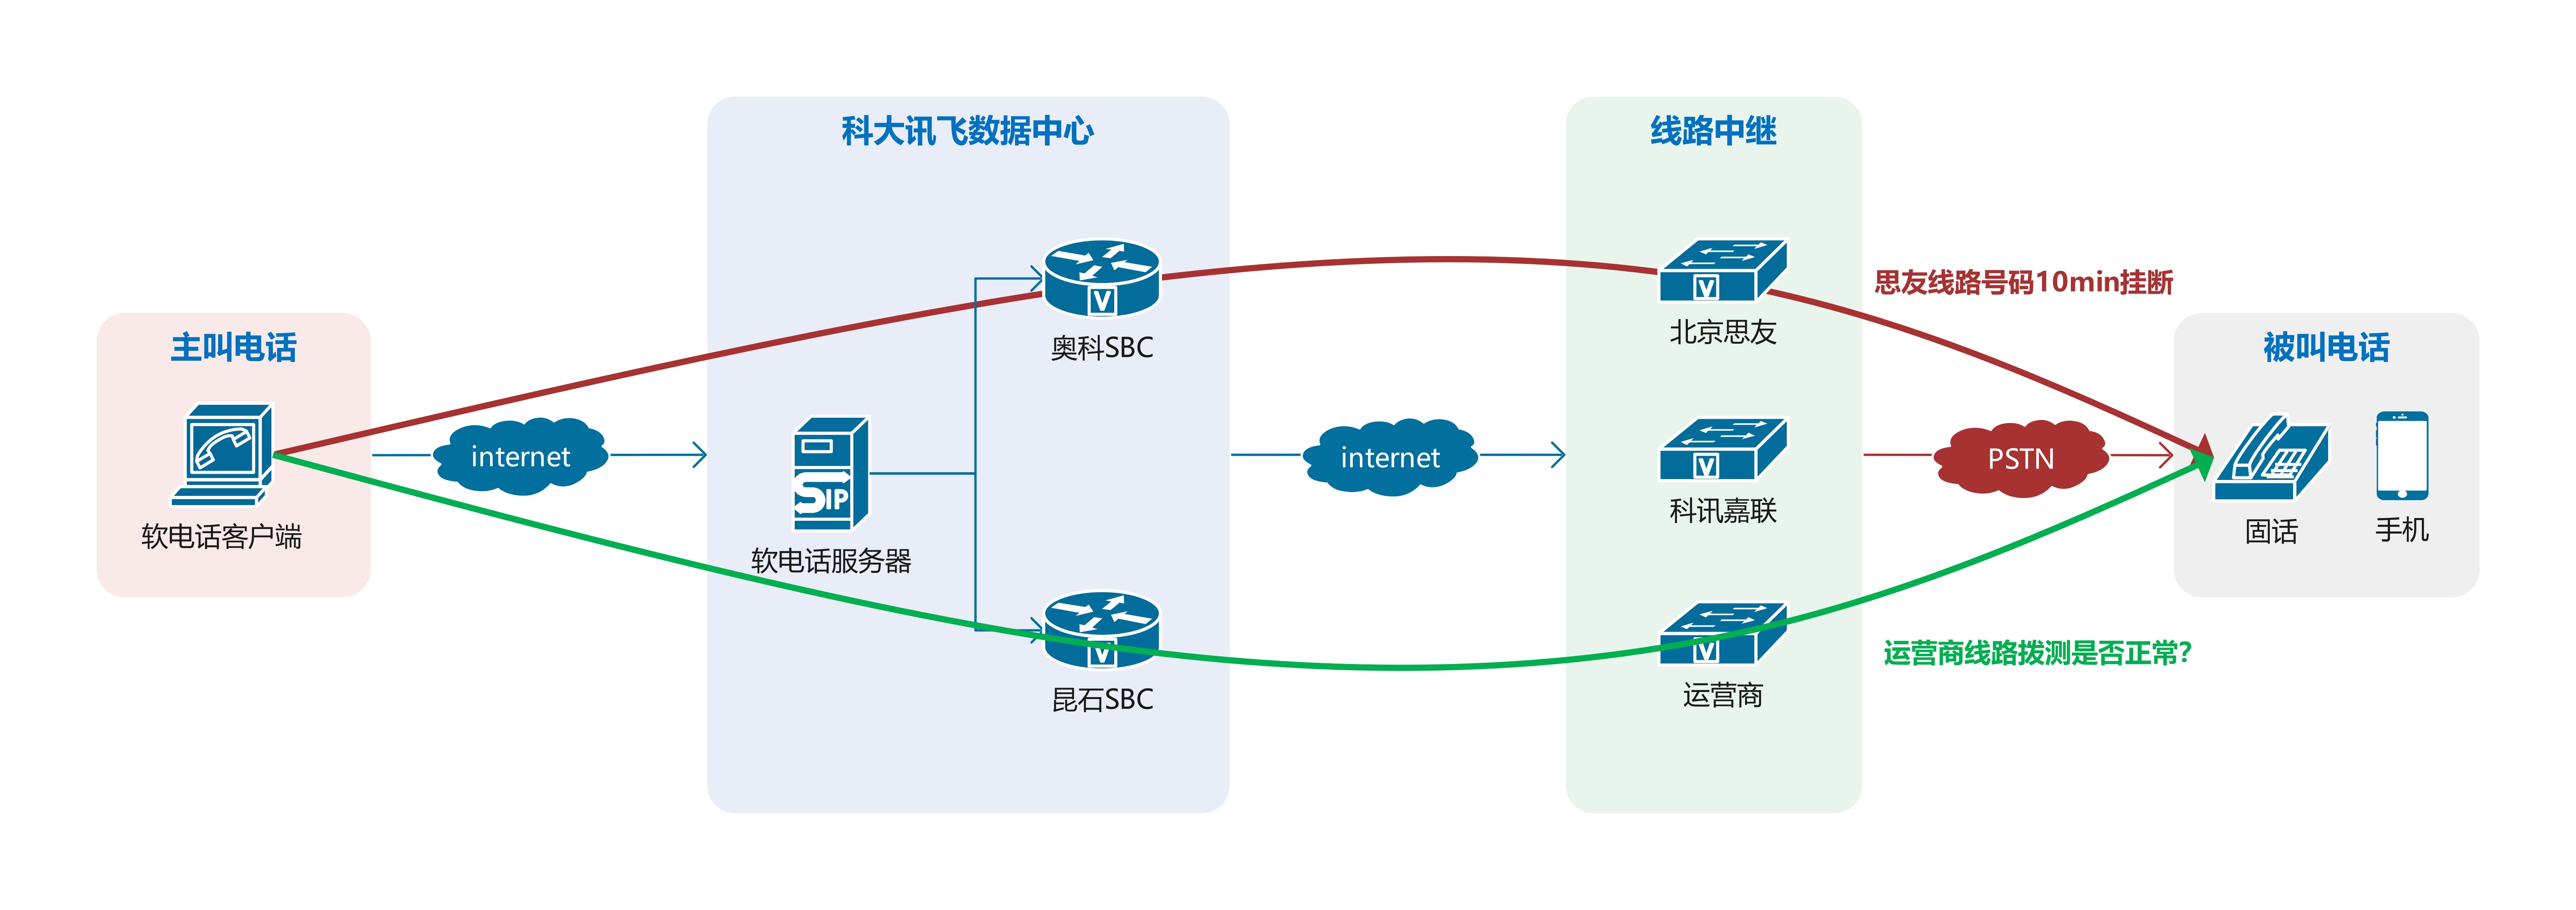 科大讯飞数据中心
线路中继
思友线路号码10min挂断
北京思友
奥科SBC
主叫电话
被叫电话
internet
internet
PSTN
V
V
V
V
V
SIP
科讯嘉联
固话
手机
软电话客户端
软电话服务器
运营商线路拨测是否正常?
昆石SBC
运营商